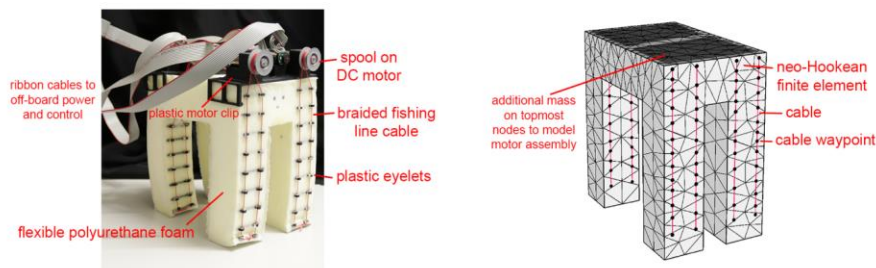 ribbon cables to
off-board power
and control
plastic motor clip
spool on
DC motor
braided fishing
line cable
plastic eyelets
flexible polyurethane foam
additional mass
on topmost
nodes to model
motor assembly
neo-Hookean
finite element
cable
cable waypoint